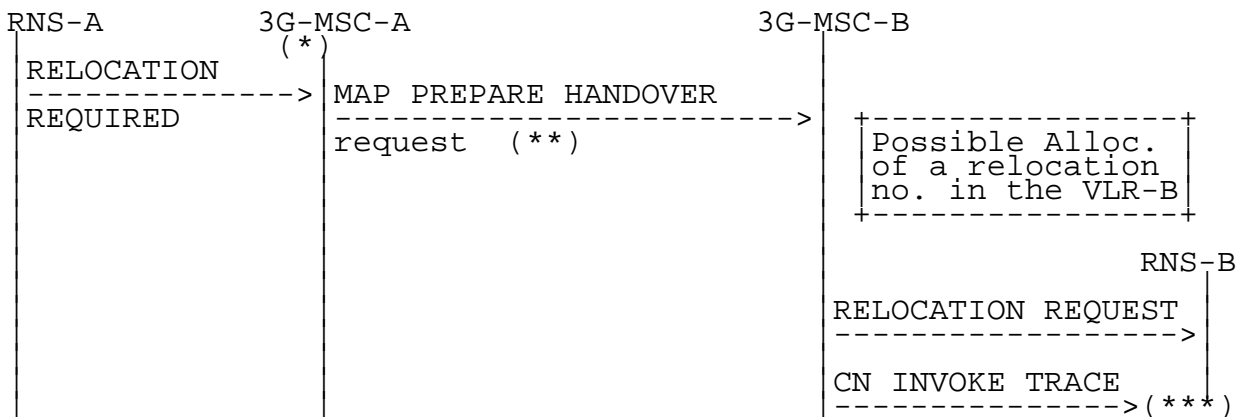 RNS-A 3G-MSC-A 3G-MSC-B
(*)
RELOCATION
-------------->
REQUIRED
MAP PREPARE HANDOVER
------------------------>
request (**)
+----------------+
Possible Alloc.
of a relocation
no. in the VLR-B
+----------------+
RNS-B
RELOCATION REQUEST
------------------>
CN INVOKE TRACE
--------------->(***)